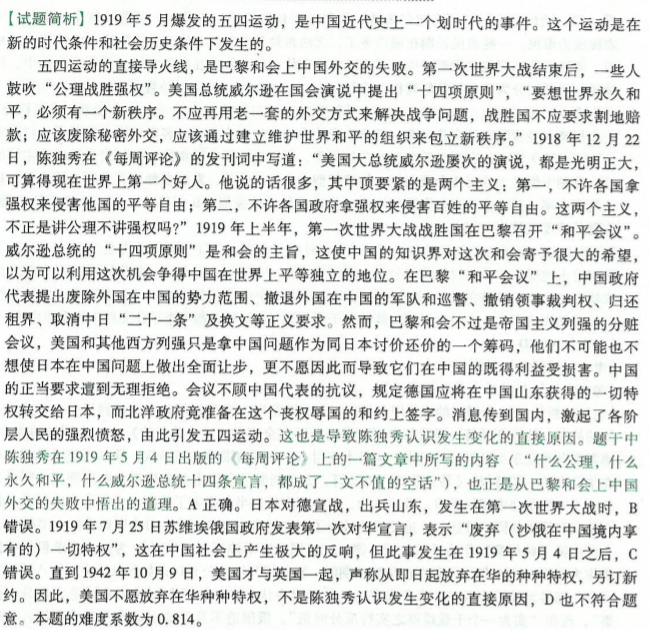 【试题简析】1919 年 5 月爆发的五四运动，是中国近代史上一个划时代的事件。这个运动是在
新的时代条件和社会历史条件下发生的。
五四运动的直接导火线，是巴黎和会上中国外交的失败。第一次世界大战结束后，一些人
鼓吹“公理战胜强权”。美国总统威尔逊在国会演说中提出“十四项原则”，“要想世界永久和
平，必须有一个新秩序。不应再用老一套的外交方式来解决战争问题，战胜国不应要求割地赔
款；应该废除秘密外交，应该通过建立维护世界和平的组织来包立新秩序。”1918 年 12 月 22
日，陈独秀在《每周评论》的发刊词中写道：“美国大总统威尔逊屡次的演说，都是光明正大，
可算得现在世界上第一个好人。他说的话很多，其中顶要紧的是两个主义：第一，不许各国拿
强权来侵害他国的平等自由；第二，不许各国政府拿强权来侵害百姓的平等自由。这两个主义，
不正是讲公理不讲强权吗?”1919 年上半年，第一次世界大战战胜国在巴黎召开“和平会议”。
威尔逊总统的“十四项原则”是和会的主旨，这使中国的知识界对这次和会寄予很大的希望，
以为可以利用这次机会争得中国在世界上平等独立的地位。在巴黎“和平会议”上，中国政府
代表提出废除外国在中国的势力范围、撤退外国在中国的军队和巡警、撤销领事裁判权、归还
租界、取消中日“二十一条”及换文等正义要求。然而，巴黎和会不过是帝国主义列强的分赃
会议，美国和其他西方列强只是拿中国问题作为同日本讨价还价的一个筹码，他们不可能也不
想使日本在中国问题上做出全面让步，更不愿因此而导致它们在中国的既得利益受损害。中国
的正当要求遭到无理拒绝。会议不顾中国代表的抗议，规定德国应将在中国山东获得的一切特
权转交给日本，而北洋政府竟准备在这个丧权辱国的和约上签字。消息传到国内，激起了各阶
层人民的强烈愤怒，由此引发五四运动。这也是导致陈独秀认识发生变化的直接原因。题干中
陈独秀在 1919 年 5 月 4 日出版的《每周评论》上的一篇文章中所写的内容（“什么公理，什么
永久和平，什么威尔逊总统十四条宣言，都成了一文不值的空话”），也正是从巴黎和会上中国
外交的失败中悟出的道理。A 正确。日本对德宣战，出兵山东，发生在第一次世界大战时，B
错误。1919 年 7 月 25 日苏维埃俄国政府发表第一次对华宣言，表示“废弃（沙俄在中国境内享
有的）一切特权”，这在中国社会上产生极大的反响，但此事发生在 1919 年 5 月 4 日之后，C
错误。直到 1942 年 10 月 9 日，美国才与英国一起，声称从即日起放弃在华的种种特权，另订新
约。因此，美国不愿放弃在华种种特权，不是陈独秀认识发生变化的直接原因，D 也不符合题
意。本题的难度系数为 0.814。